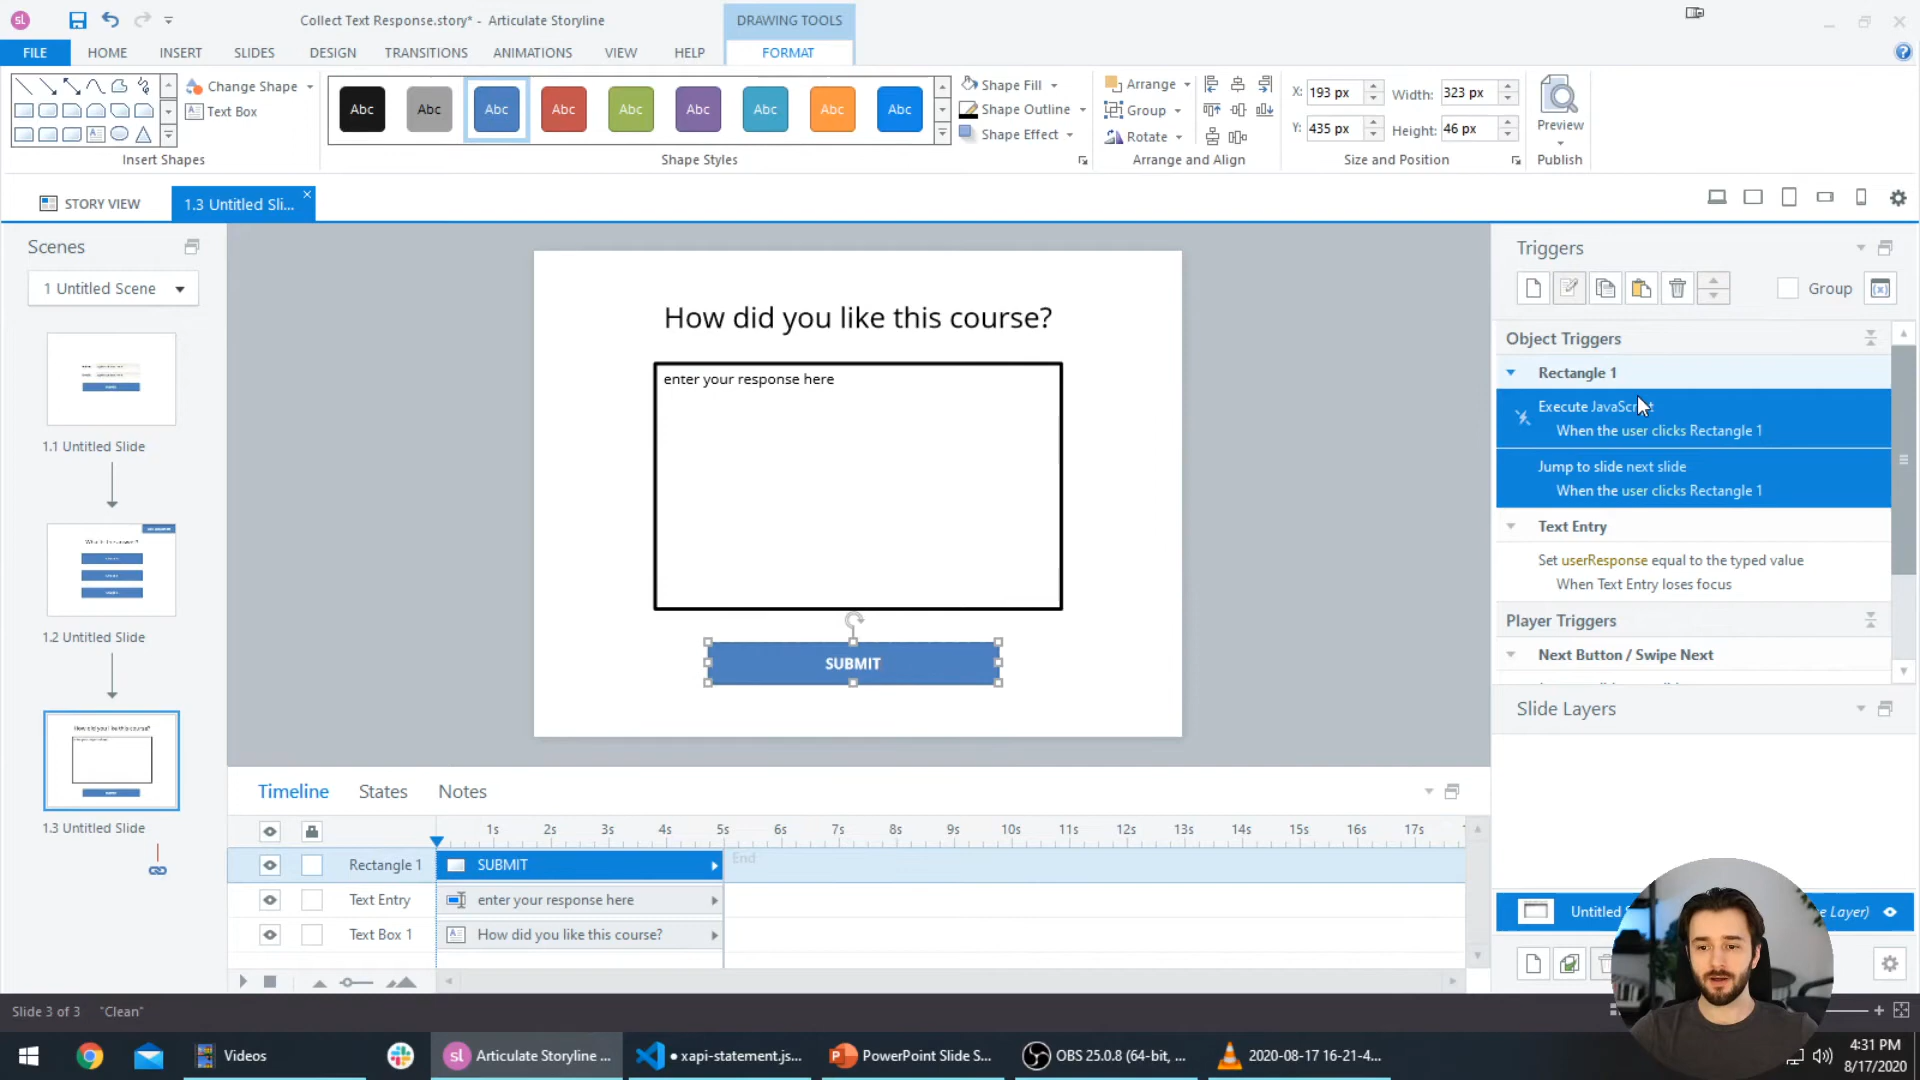 sl
Collect Text Response.story* - Articulate Storyline
DRAWING TOOLS
FILE HOME INSERT SLIDES DESIGN TRANSITIONS ANIMATIONS VIEW HELP FORMAT
Change Shape
Text Box
Insert Shapes
Abc Abc Abc Abc Abc Abc Abc Abc Abc
Shape Styles
Shape Fill
Shape Outline
Shape Effect
Arrange
Group
Rotate
Arrange and Align
X: 193 px Width: 323 px
Y: 435 px Height: 46 px
Size and Position
Preview
Publish
STORY VIEW
1.3 Untitled Sli...
Scenes
1 Untitled Scene
1.1 Untitled Slide
1.2 Untitled Slide
How did you like this course?
1.3 Untitled Slide
How did you like this course?
enter your response here
SUBMIT
Triggers
Group
Object Triggers
Rectangle 1
Execute JavaScript
When the user clicks Rectangle 1
Jump to slide next slide
When the user clicks Rectangle 1
Text Entry
Set userResponse equal to the typed value
When Text Entry loses focus
Player Triggers
Next Button / Swipe Next
Slide Layers
Untitled
e Layer)
Timeline States Notes
1s 2s 3s 4s 5s 6s 7s 8s 9s 10s 11s 12s 13s 14s 15s 16s 17s
Rectangle 1 SUBMIT End
Text Entry enter your response here
Text Box 1 How did you like this course?
Slide 3 of 3 "Clean"
Videos
sl Articulate Storyline ...
• xapi-statement.js...
PowerPoint Slide S...
OBS 25.0.8 (64-bit, ...
2020-08-17 16-21-4...
4:31 PM
8/17/2020